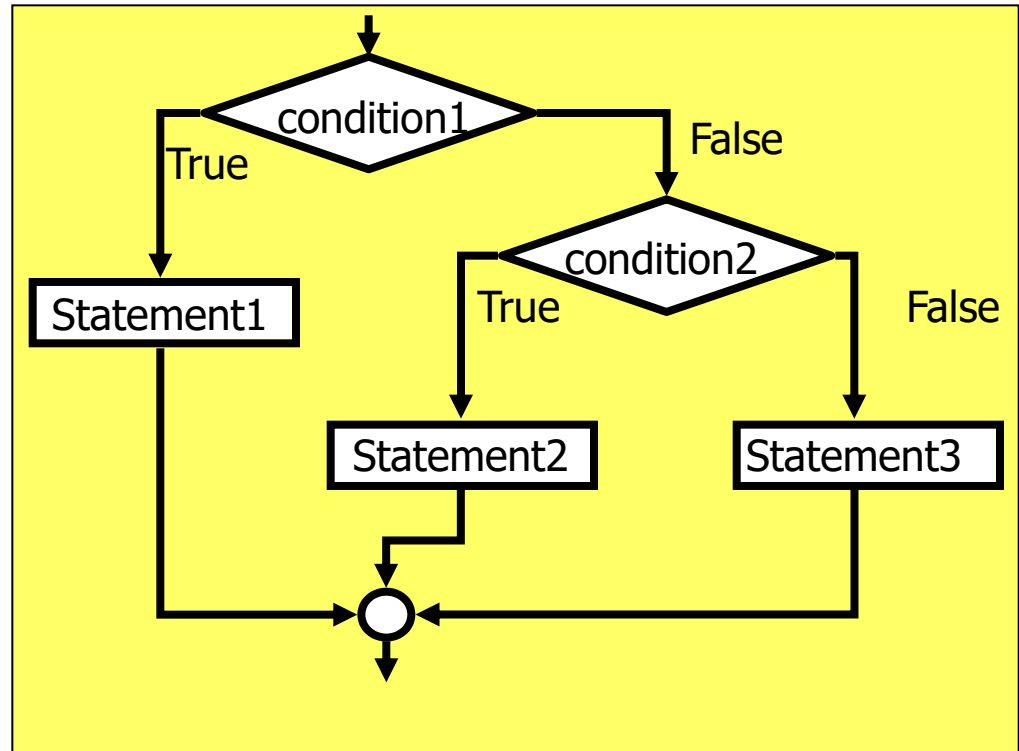 condition1
True
False
condition2
True
False
Statement1
Statement2
Statement3